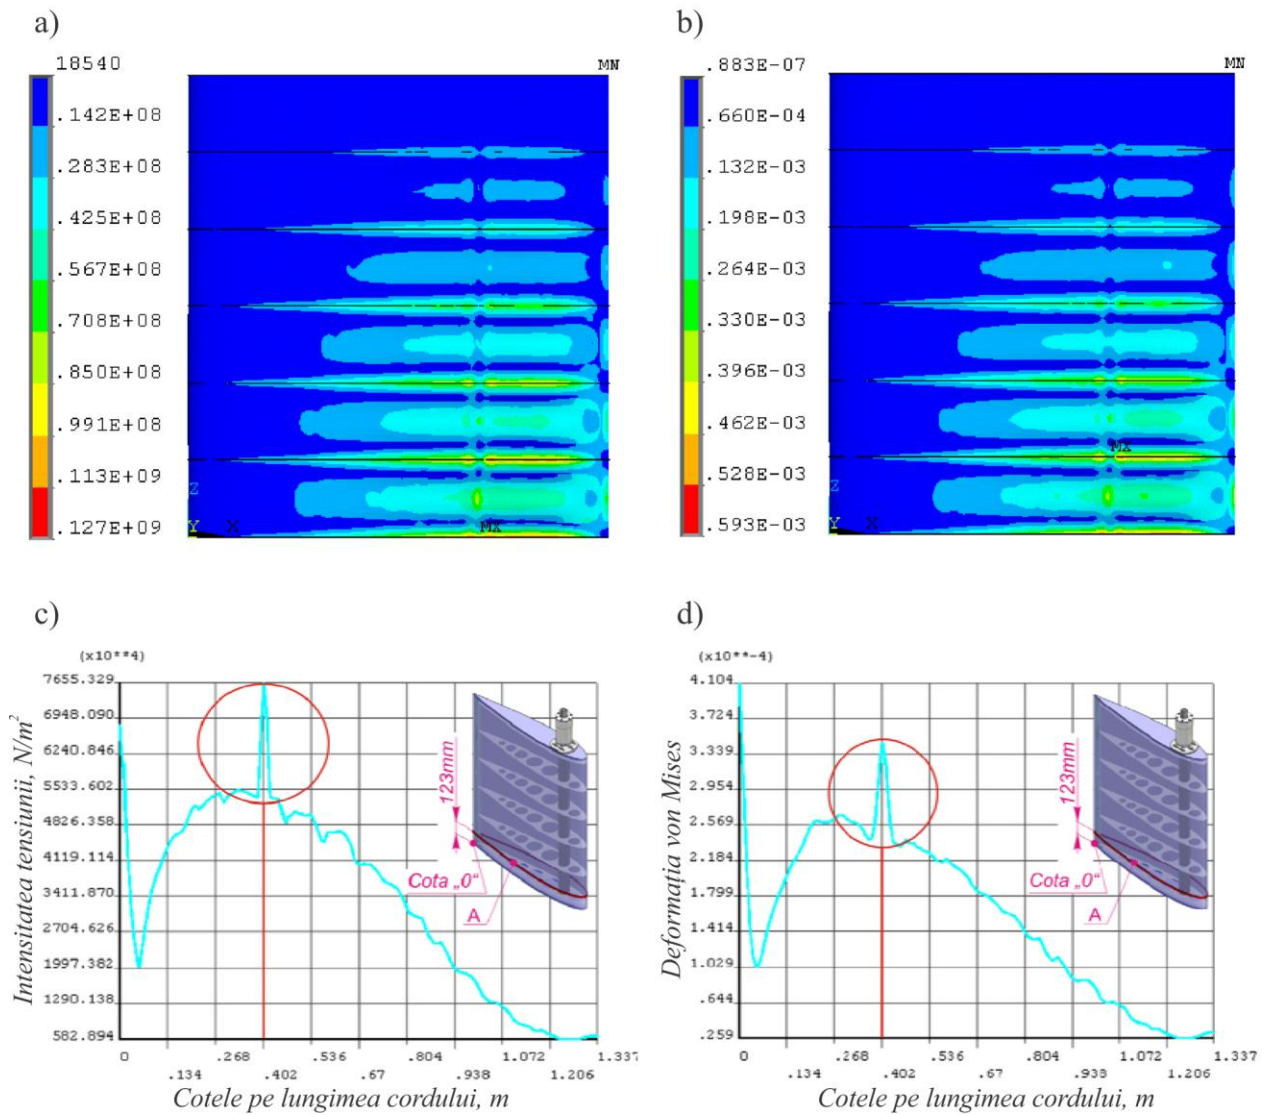 a)
18540
.142E+08
.283E+08
.425E+08
.567E+08
.708E+08
.850E+08
.991E+08
.113E+09
.127E+09
MN
Z
Y X
MX
b)
.883E-07
.660E-04
.132E-03
.198E-03
.264E-03
.330E-03
.396E-03
.462E-03
.528E-03
.593E-03
MN
MX
Z
Y X
c)
(x10**4)
7655.329
6948.090
6240.846
5533.602
4826.358
4119.114
3411.870
2704.626
1997.382
1290.138
582.894
Intensitatea tensiunii, N/m²
0 .268 .536 .804 1.072 1.337
.134 .402 .67 .938 1.206
Cotele pe lungimea cordului, m
123mm
Cota „0“
A
d)
(x10**-4)
4.104
3.724
3.339
2.954
2.569
2.184
1.799
1.414
1.029
.644
.259
Deformația von Mises
0 .268 .536 .804 1.072 1.337
.134 .402 .67 .938 1.206
Cotele pe lungimea cordului, m
123mm
Cota „0“
A